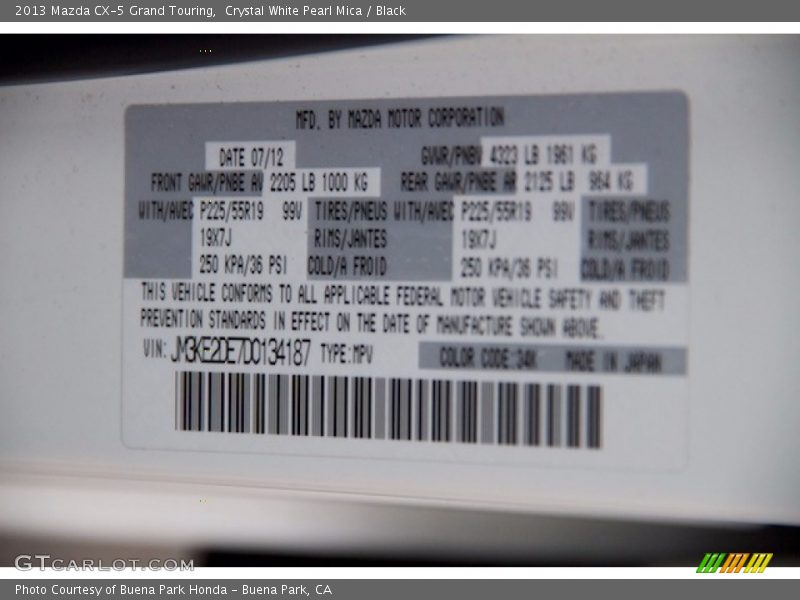 2013 Mazda CX-5 Grand Touring, Crystal White Pearl Mica / Black
MFD. BY MAZDA MOTOR CORPORATION
DATE 07/12 GVWR/PNBV 4323 LB 1961 KG
FRONT GAWR/PNBE AV 2205 LB 1000 KG REAR GAWR/PNBE AR 2125 LB 964 KG
WITH/AVEC P225/55R19 99V TIRES/PNEUS WITH/AVEC P225/55R19 99V TIRES/PNEUS
19X7J RIMS/JANTES 19X7J RIMS/JANTES
250 KPA/36 PSI COLD/A FROID 250 KPA/36 PSI COLD/A FROID
THIS VEHICLE CONFORMS TO ALL APPLICABLE FEDERAL MOTOR VEHICLE SAFETY AND THEFT
PREVENTION STANDARDS IN EFFECT ON THE DATE OF MANUFACTURE SHOWN ABOVE.
VIN: JM3KE2DE7D0134187 TYPE:MPV COLOR CODE:34K MADE IN JAPAN
GTCARLOT.COM
Photo Courtesy of Buena Park Honda - Buena Park, CA